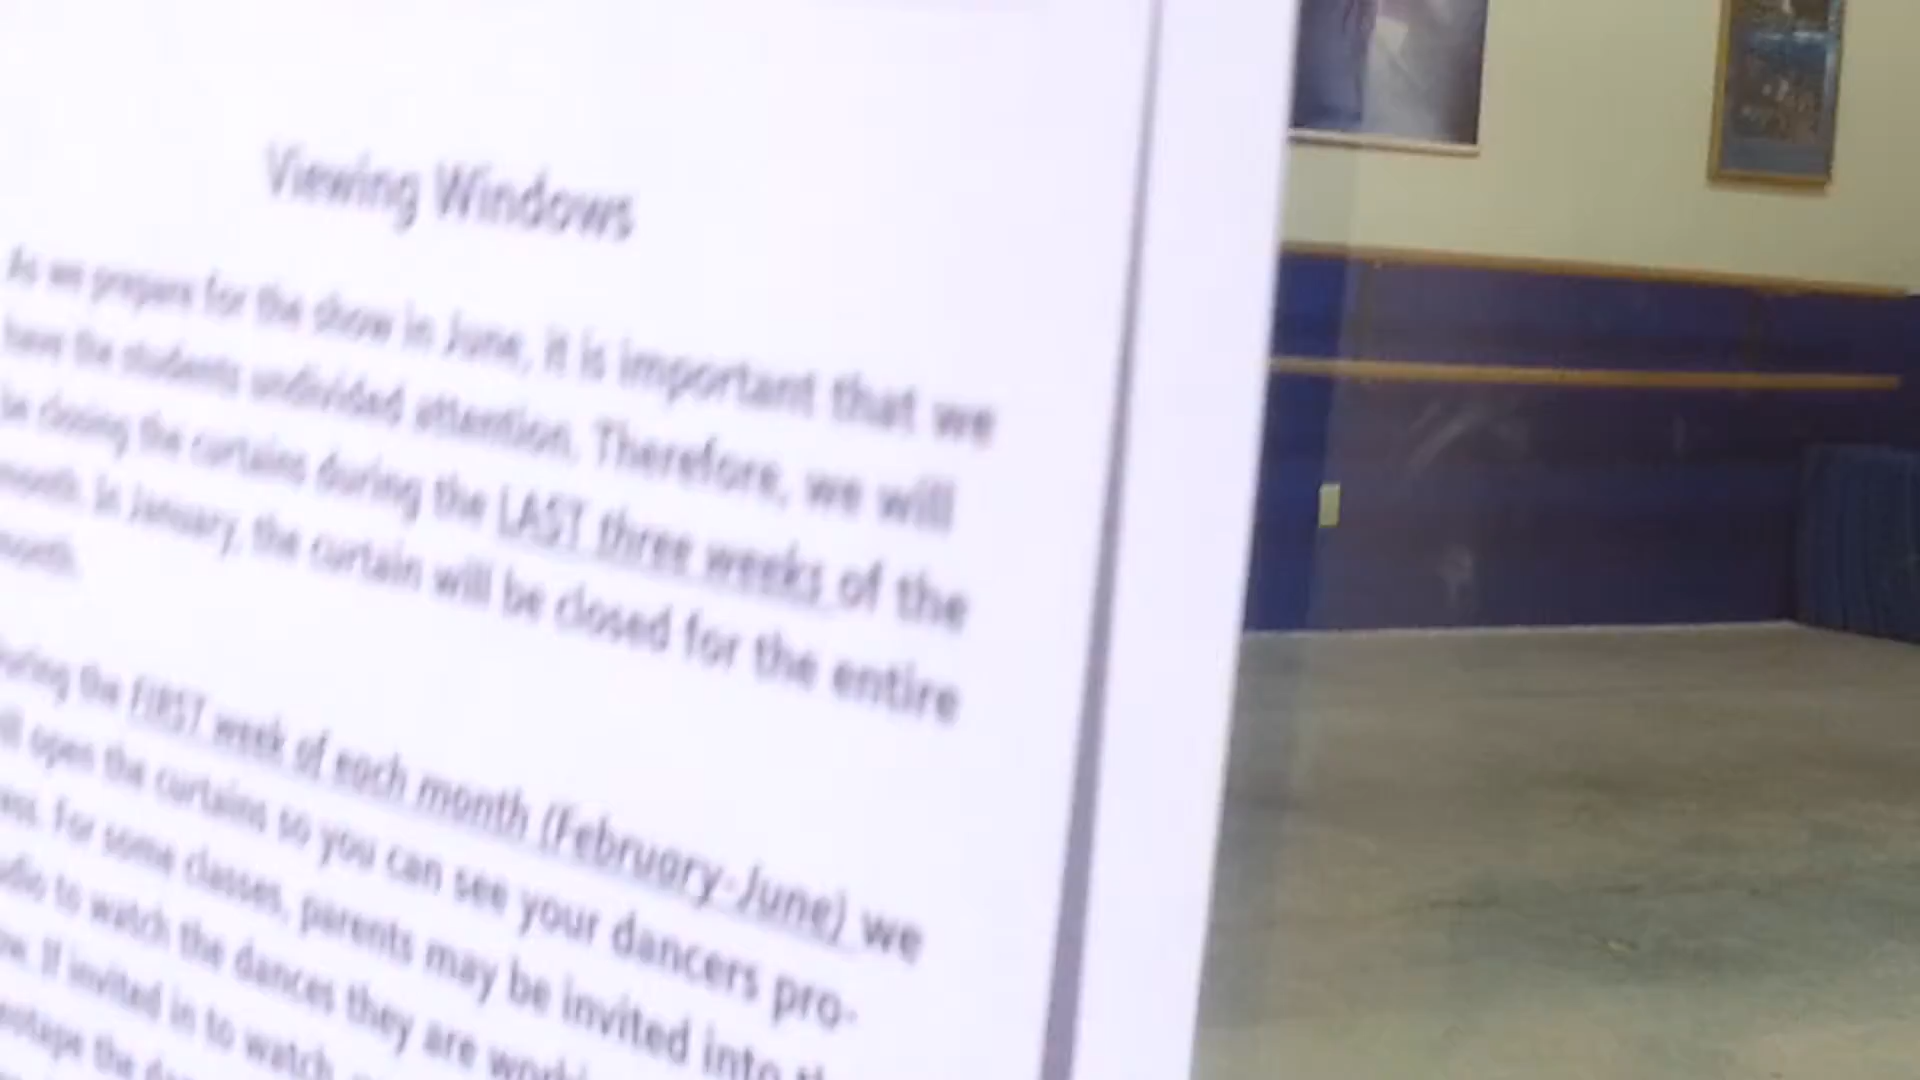 Viewing Windows
As we prepare for the show in June, it is important that we
have the students undivided attention. Therefore, we will
be closing the curtains during the LAST three weeks of the
month. In January, the curtain will be closed for the entire
month.
During the FIRST week of each month (February-June) we
open the curtains so you can see your dancers pro-
For some classes, parents may be invited into
to watch the dances they are
If invited in to watch,
the